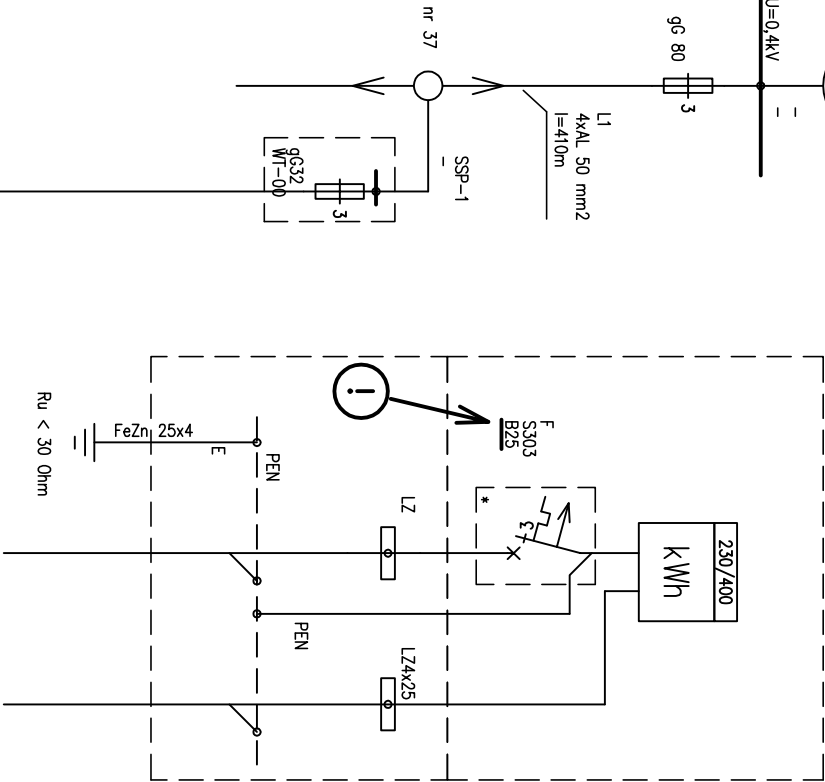 U=0,4kV
gG 80
3
nr 37
L1
4xAL 50 mm2
l=410m
SSP-1
gG32
WT-00
3
i
F
S303
B25
*
3
230/400
kWh
LZ
LZ4x25
PEN
PEN
E
FeZn 25x4
Ru < 30 Ohm